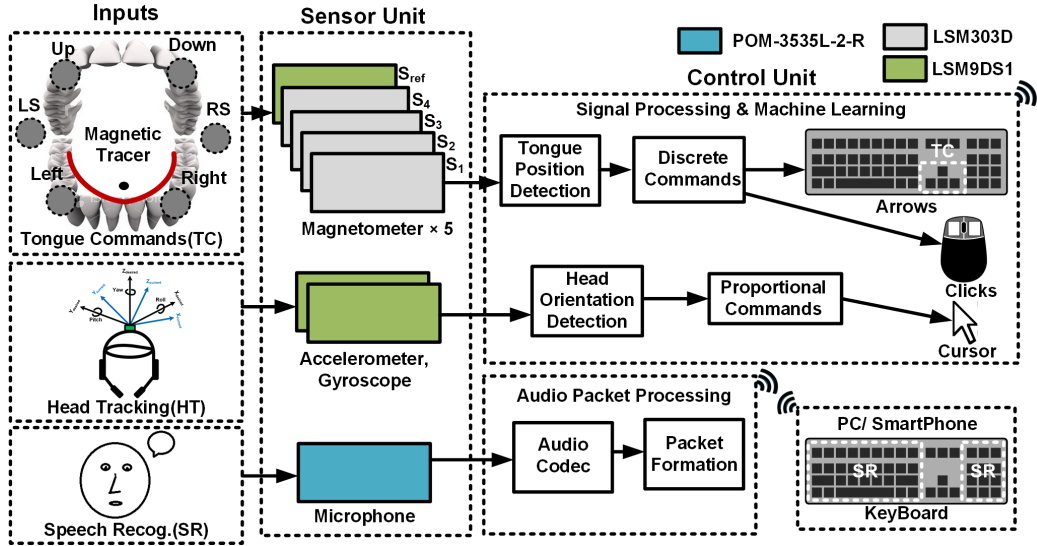 Inputs
Sensor Unit
POM-3535L-2-R
LSM303D
LSM9DS1
Control Unit
Up
Down
LS
RS
Magnetic
Tracer
Left
Right
Tongue Commands(TC)
Sref
S4
S3
S2
S1
Magnetometer × 5
Signal Processing & Machine Learning
Tongue
Position
Detection
Discrete
Commands
TC
Arrows
Clicks
Yaw
Roll
Pitch
Head Tracking(HT)
Accelerometer,
Gyroscope
Head
Orientation
Detection
Proportional
Commands
Cursor
Speech Recog.(SR)
Microphone
Audio Packet Processing
Audio
Codec
Packet
Formation
PC/ SmartPhone
SR
SR
KeyBoard